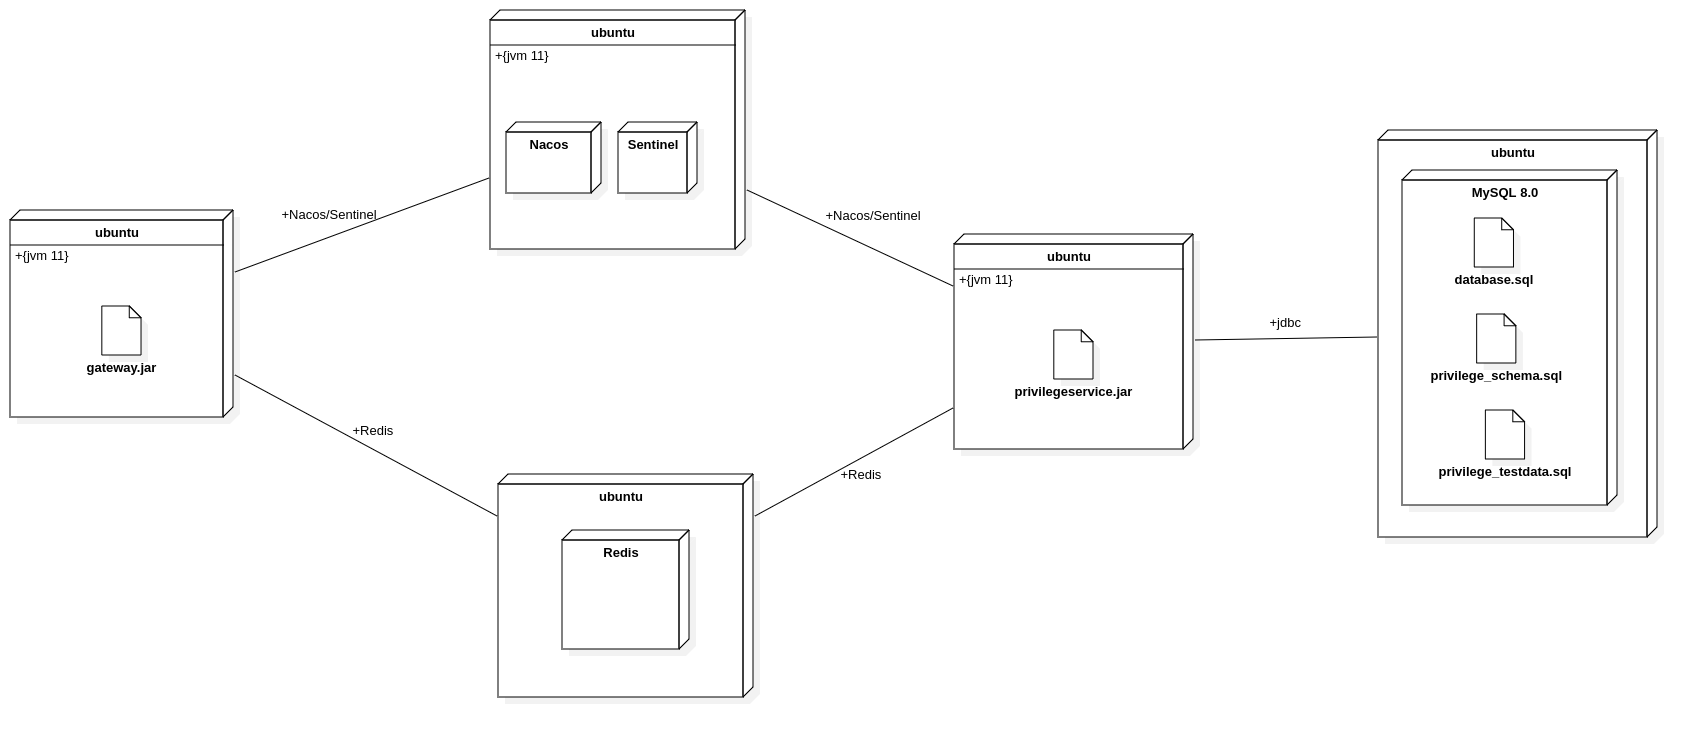 ubuntu
+{jvm 11}
Nacos
Sentinel
+Nacos/Sentinel
+Nacos/Sentinel
ubuntu
+{jvm 11}
gateway.jar
ubuntu
+{jvm 11}
privilegeservice.jar
+jdbc
ubuntu
MySQL 8.0
database.sql
privilege_schema.sql
privilege_testdata.sql
+Redis
+Redis
ubuntu
Redis